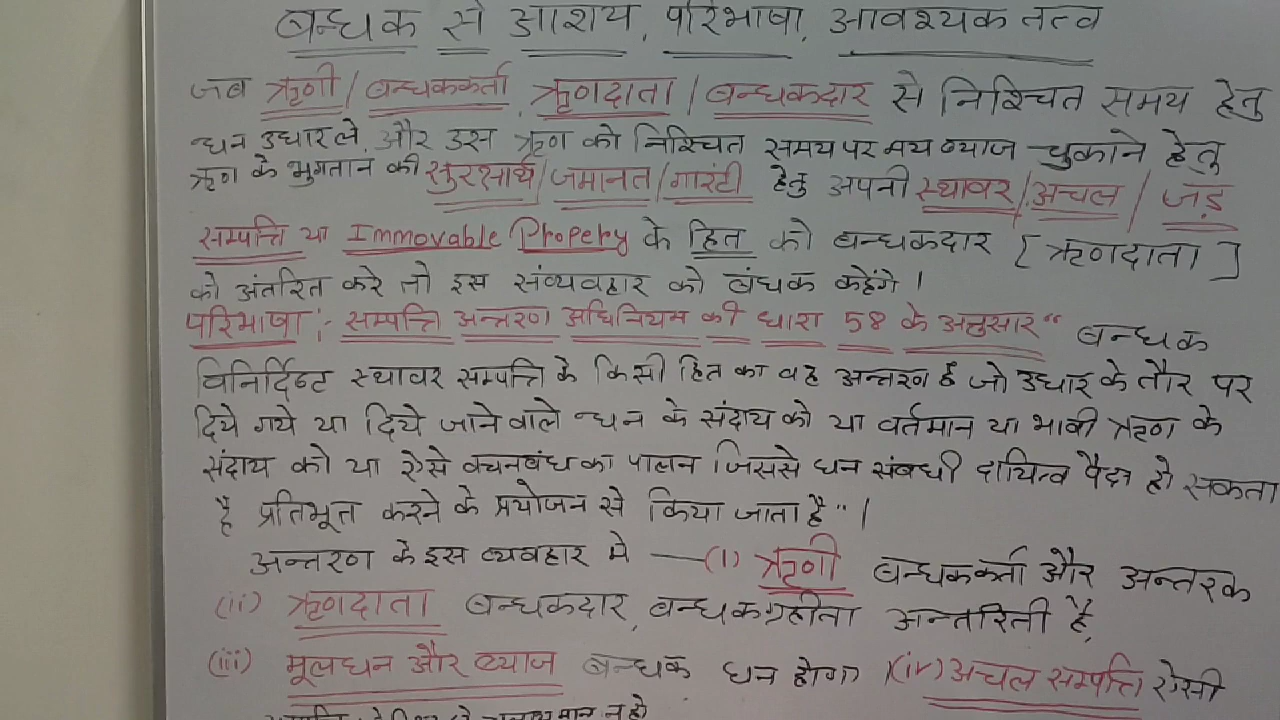 बन्धक से आशय, परिभाषा, आवश्यक तत्व
जब ऋणी/बन्धककर्ता, ऋणदाता/बन्धकदार से निश्चित समय हेतु
धन उधार ले, और उस ऋण को निश्चित समय पर मय ब्याज चुकाने हेतु
ऋण के भुगतान की सुरक्षार्थ/जमानत/गारंटी हेतु अपनी स्थावर/अचल/जड़
सम्पत्ति या Immovable Propery के हित को बन्धकदार [ऋणदाता]
को अंतरित करे तो इस संव्यवहार को बंधक कहेंगे।
परिभाषा:- सम्पत्ति अन्तरण अधिनियम की धारा 58 के अनुसार "बन्धक
विनिर्दिष्ट स्थावर सम्पत्ति के किसी हित का वह अन्तरण है जो उधार के तौर पर
दिये गये या दिये जाने वाले धन के संदाय को या वर्तमान या भावी ऋण के
संदाय को या ऐसे वचनबंध का पालन जिससे धन संबधी दायित्व पैदा हो सकता
है प्रतिभूत करने के प्रयोजन से किया जाता है"।
अन्तरण के इस व्यवहार मे —(i) ऋणी बन्धककर्ता और अन्तरक
(ii) ऋणदाता बन्धकदार, बन्धकग्रहीता अन्तरिती है,
(iii) मूलधन और ब्याज बन्धक धन होगा (iv) अचल सम्पत्ति ऐसी
न हो